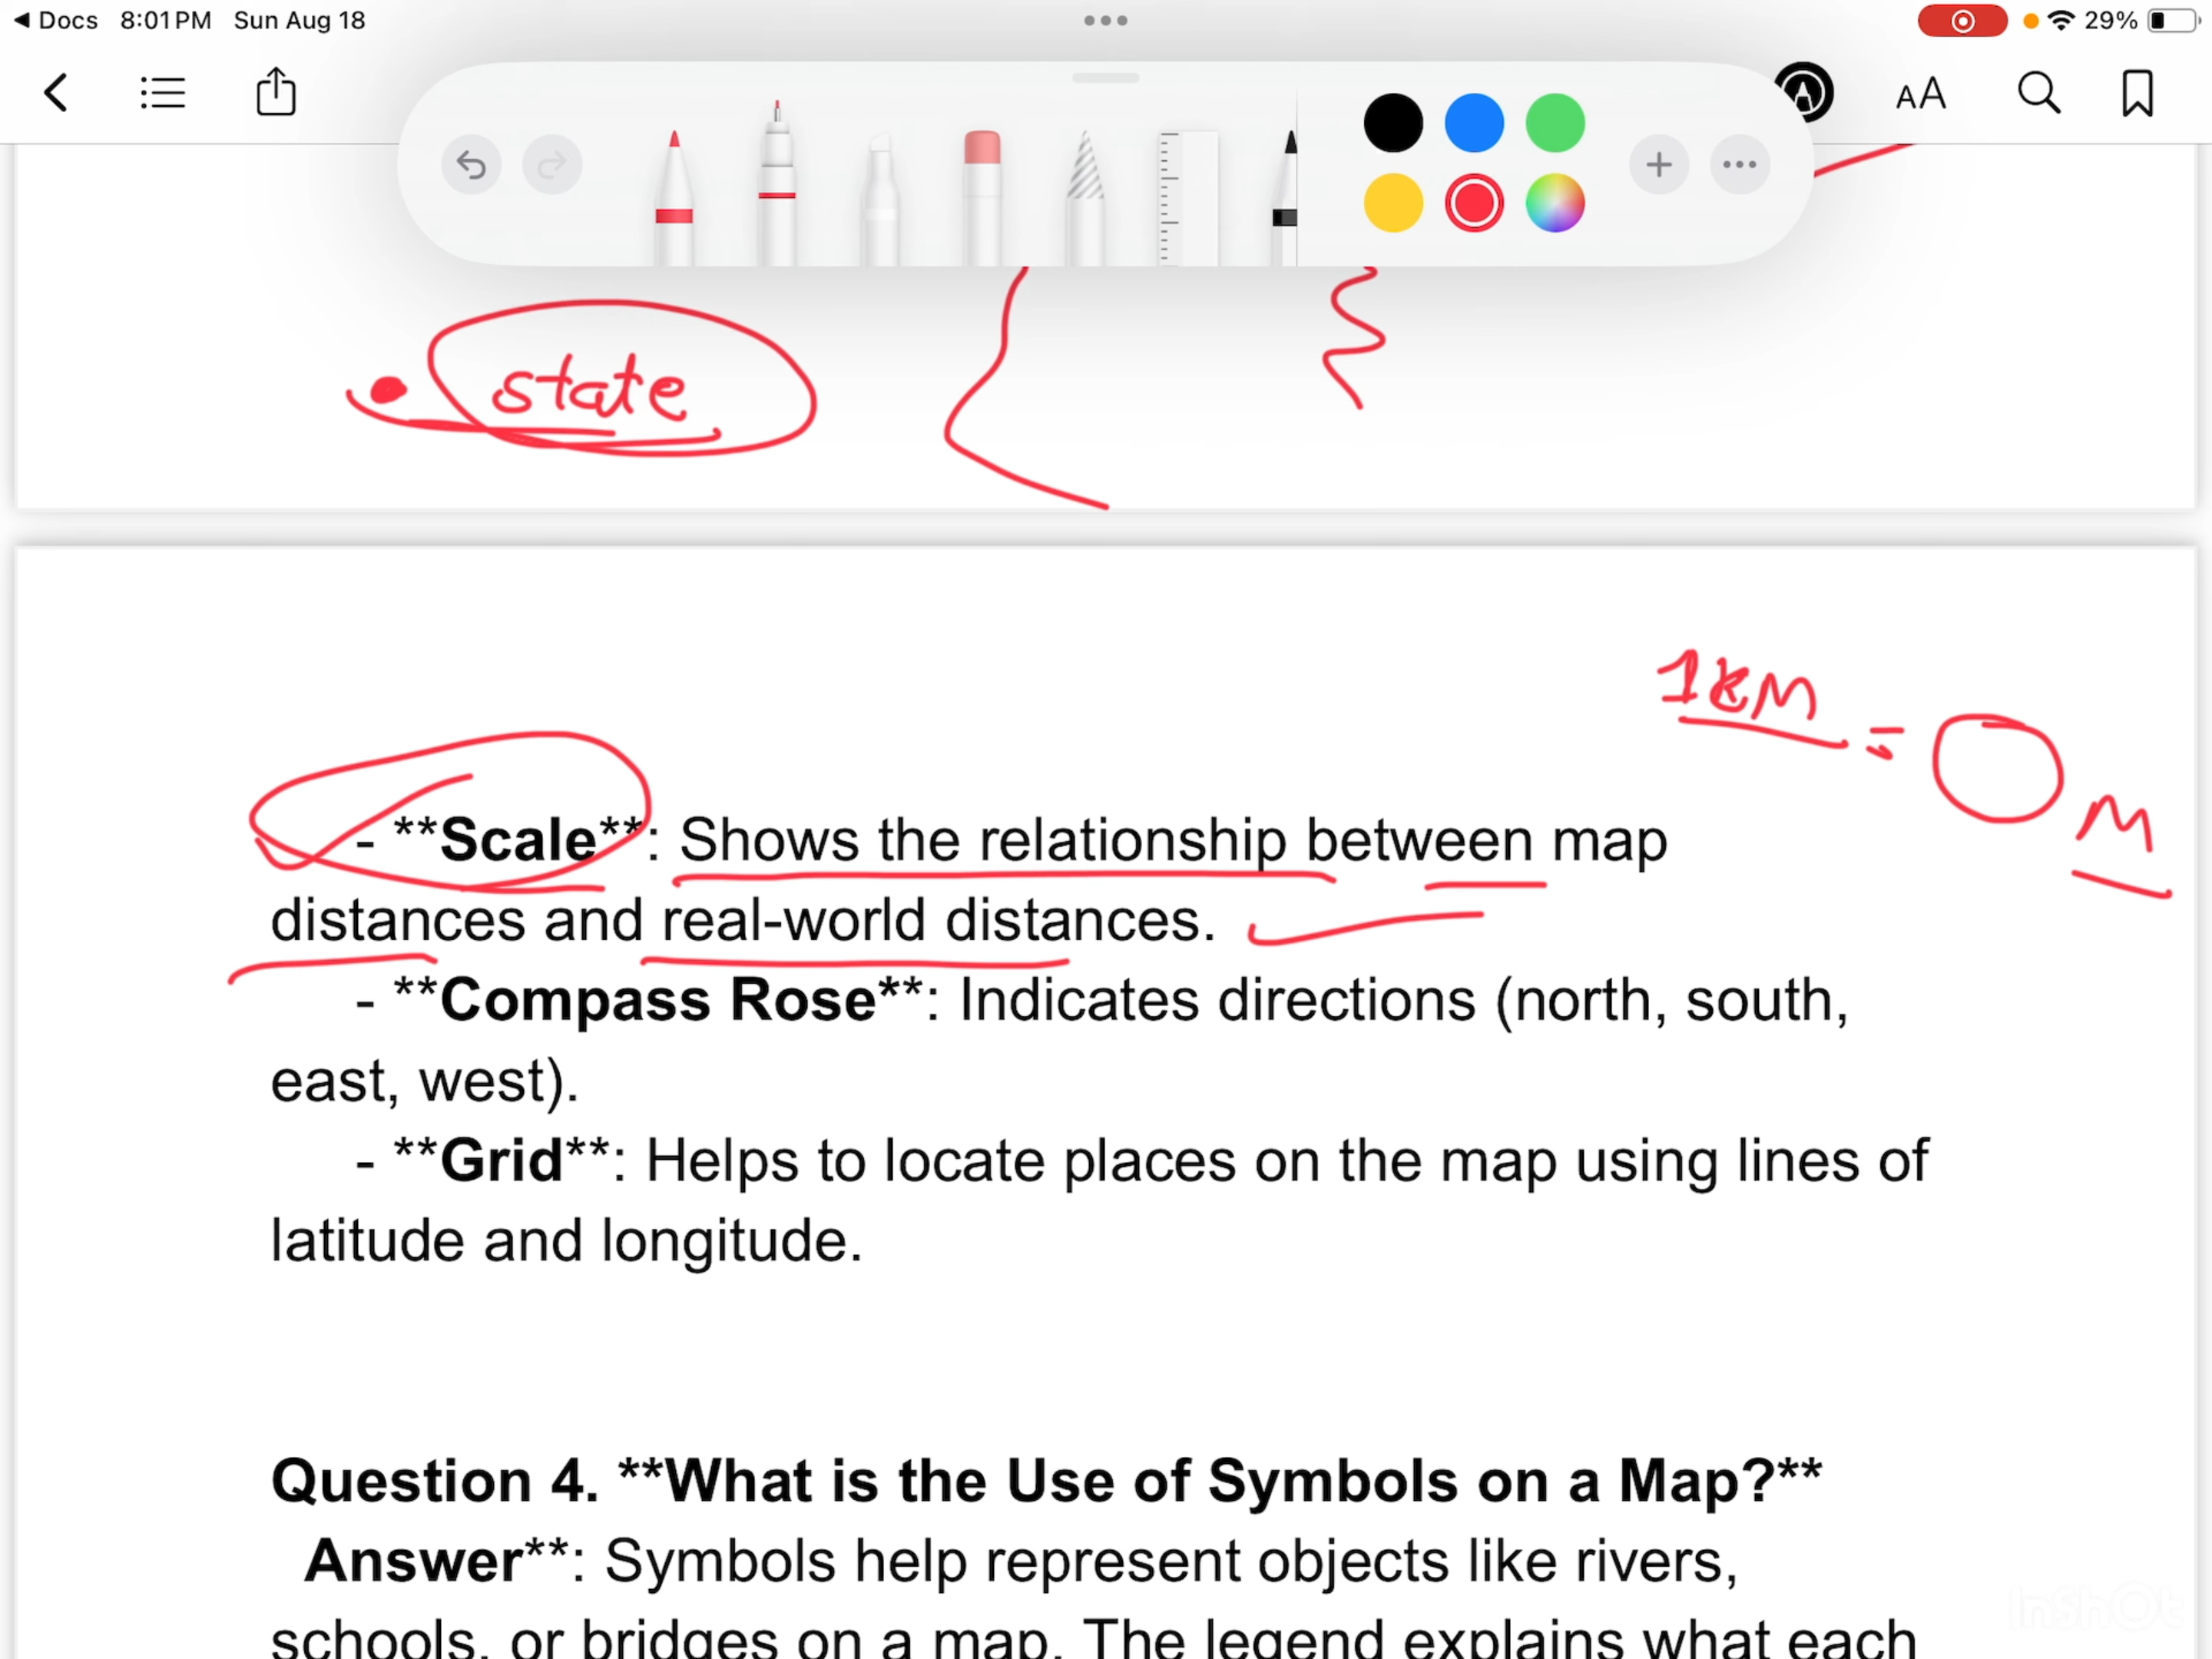 Docs 8:01 PM Sun Aug 18
29%
AA
state
1KM = O M
- **Scale**: Shows the relationship between map
distances and real-world distances.
- **Compass Rose**: Indicates directions (north, south,
east, west).
- **Grid**: Helps to locate places on the map using lines of
latitude and longitude.
Question 4. **What is the Use of Symbols on a Map?**
Answer**: Symbols help represent objects like rivers,
schools, or bridges on a map. The legend explains what each
InShOt